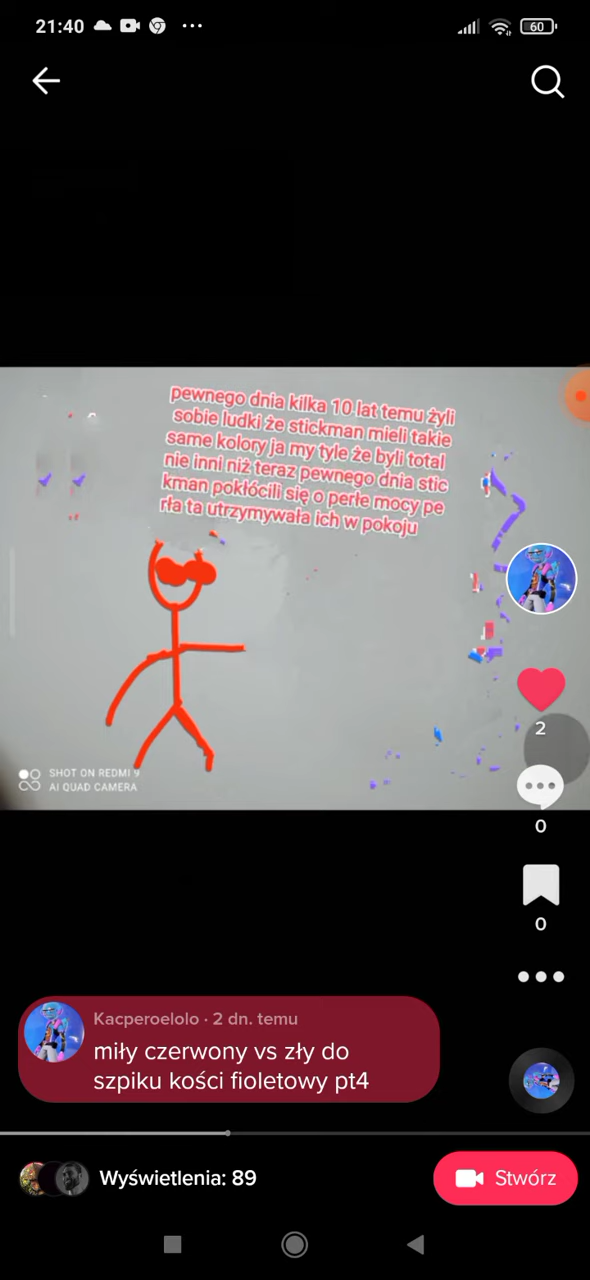 21:40
60
pewnego dnia kilka 10 lat temu żyli
sobie ludki że stickman mieli takie
same kolory ja my tyle że byli total
nie inni niż teraz pewnego dnia stic
kman pokłócili się o perłe mocy pe
rła ta utrzymywała ich w pokoju
SHOT ON REDMI 9
AI QUAD CAMERA
2
0
0
Kacperoelolo · 2 dn. temu
miły czerwony vs zły do
szpiku kości fioletowy pt4
Wyświetlenia: 89
Stwórz